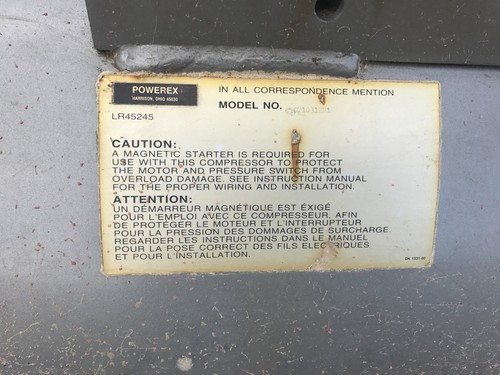 POWEREX
HARRISON, OHIO 45030
IN ALL CORRESPONDENCE MENTION
MODEL NO.
LR45245
CAUTION:
A MAGNETIC STARTER IS REQUIRED FOR
USE WITH THIS COMPRESSOR TO PROTECT
THE MOTOR AND PRESSURE SWITCH FROM
OVERLOAD DAMAGE. SEE INSTRUCTION MANUAL
FOR THE PROPER WIRING AND INSTALLATION.
ATTENTION:
UN DÉMARREUR MAGNÉTIQUE EST ÉXIGÉ
POUR L'EMPLOI AVEC CE COMPRESSEUR, AFIN
DE PROTÉGER LE MOTEUR ET L'INTERRUPTEUR
POUR LA PRESSION DES DOMMAGES DE SURCHARGE.
REGARDER LES INSTRUCTIONS DANS LE MANUEL
POUR LA POSE CORRECT DES FILS ÉLECTRIQUES
ET POUR L'INSTALLATION.